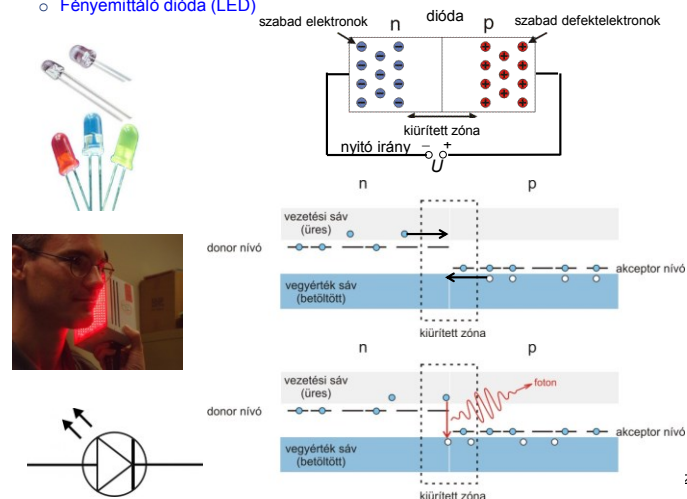 Fényemittáló dióda (LED)
szabad elektronok
n
dióda
p
szabad defektelektronok
kiürített zóna
nyitó irány
U
n
p
vezetési sáv
(üres)
donor nívó
akceptor nívó
vegyérték sáv
(betöltött)
kiürített zóna
n
p
vezetési sáv
(üres)
foton
donor nívó
akceptor nívó
vegyérték sáv
(betöltött)
kiürített zóna